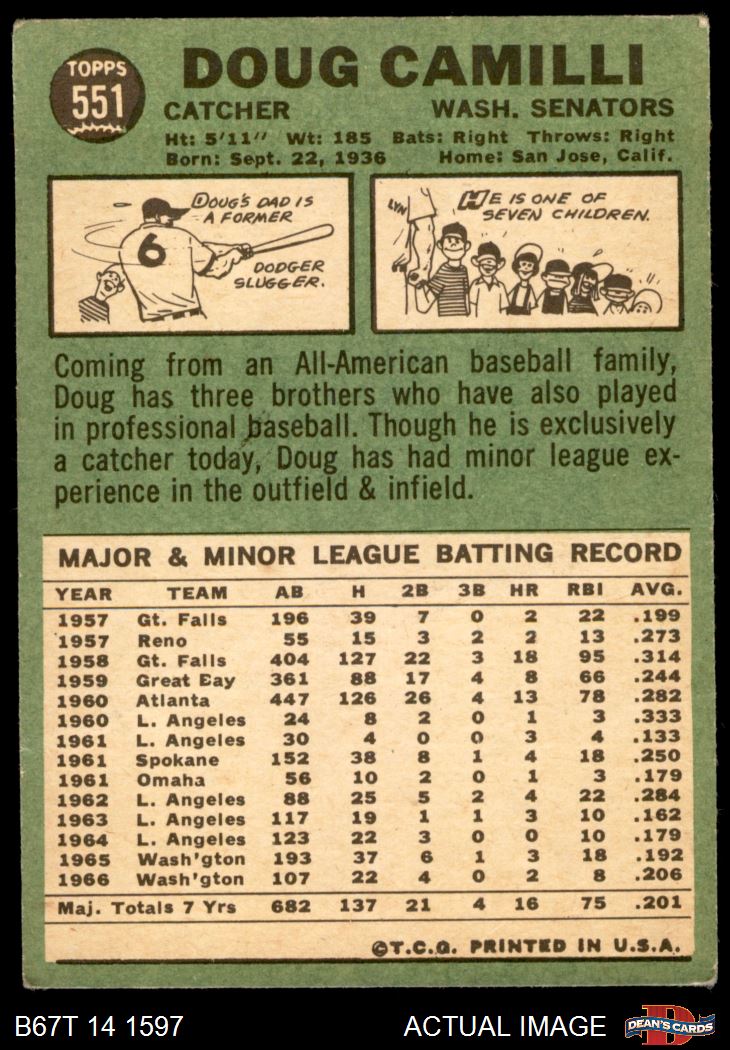 TOPPS
551
DOUG CAMILLI
CATCHER WASH. SENATORS
Ht: 5'11" Wt: 185 Bats: Right Throws: Right
Born: Sept. 22, 1936 Home: San Jose, Calif.
DOUG'S DAD IS
A FORMER
6
DODGER
SLUGGER.
LYN
HE IS ONE OF
SEVEN CHILDREN.
Coming from an All-American baseball family,
Doug has three brothers who have also played
in professional baseball. Though he is exclusively
a catcher today, Doug has had minor league ex-
perience in the outfield & infield.
MAJOR & MINOR LEAGUE BATTING RECORD
YEAR TEAM AB H 2B 3B HR RBI AVG.
1957 Gt. Falls 196 39 7 0 2 22 .199
1957 Reno 55 15 3 2 2 13 .273
1958 Gt. Falls 404 127 22 3 18 95 .314
1959 Great Bay 361 88 17 4 8 66 .244
1960 Atlanta 447 126 26 4 13 78 .282
1960 L. Angeles 24 8 2 0 1 3 .333
1961 L. Angeles 30 4 0 0 3 4 .133
1961 Spokane 152 38 8 1 4 18 .250
1961 Omaha 56 10 2 0 1 3 .179
1962 L. Angeles 88 25 5 2 4 22 .284
1963 L. Angeles 117 19 1 1 3 10 .162
1964 L. Angeles 123 22 3 0 0 10 .179
1965 Wash'gton 193 37 6 1 3 18 .192
1966 Wash'gton 107 22 4 0 2 8 .206
Maj. Totals 7 Yrs 682 137 21 4 16 75 .201
©T.C.G. PRINTED IN U.S.A.
B67T 14 1597 ACTUAL IMAGE
D
DEAN'S CARDS